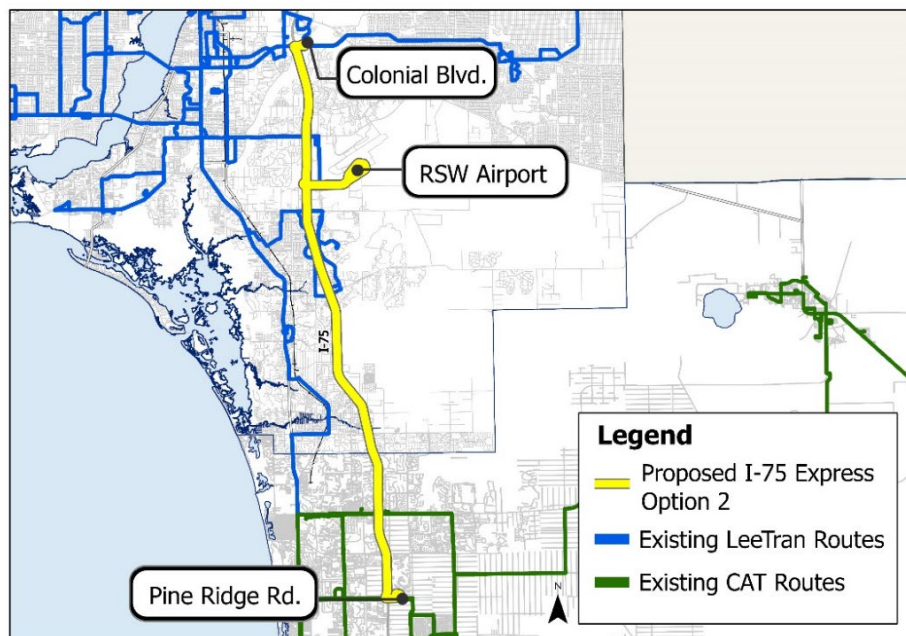 Colonial Blvd.
RSW Airport
I-75
Pine Ridge Rd.
Legend
Proposed I-75 Express
Option 2
Existing LeeTran Routes
Existing CAT Routes
N